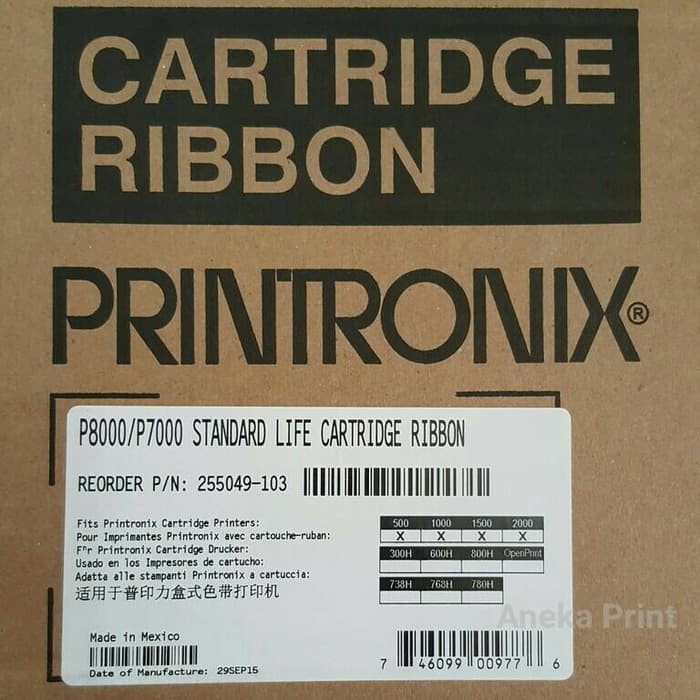 CARTRIDGE
RIBBON
PRINTRONIX®
P8000/P7000 STANDARD LIFE CARTRIDGE RIBBON
REORDER P/N: 255049-103
Fits Printronix Cartridge Printers:
Pour Imprimantes Printronix avec cartouche-ruban:
F"r Printronix Cartridge Drucker:
Usado en los Impresores de cartucho:
Adatta alle stampanti Printronix a cartuccia:
适用于普印力盒式色带打印机
500 1000 1500 2000
X X X X
300H 600H 800H OpenPrint
738H 768H 780H
Aneka Print
Made in Mexico
Date of Manufacture: 29SEP15
7 46099 00977 6